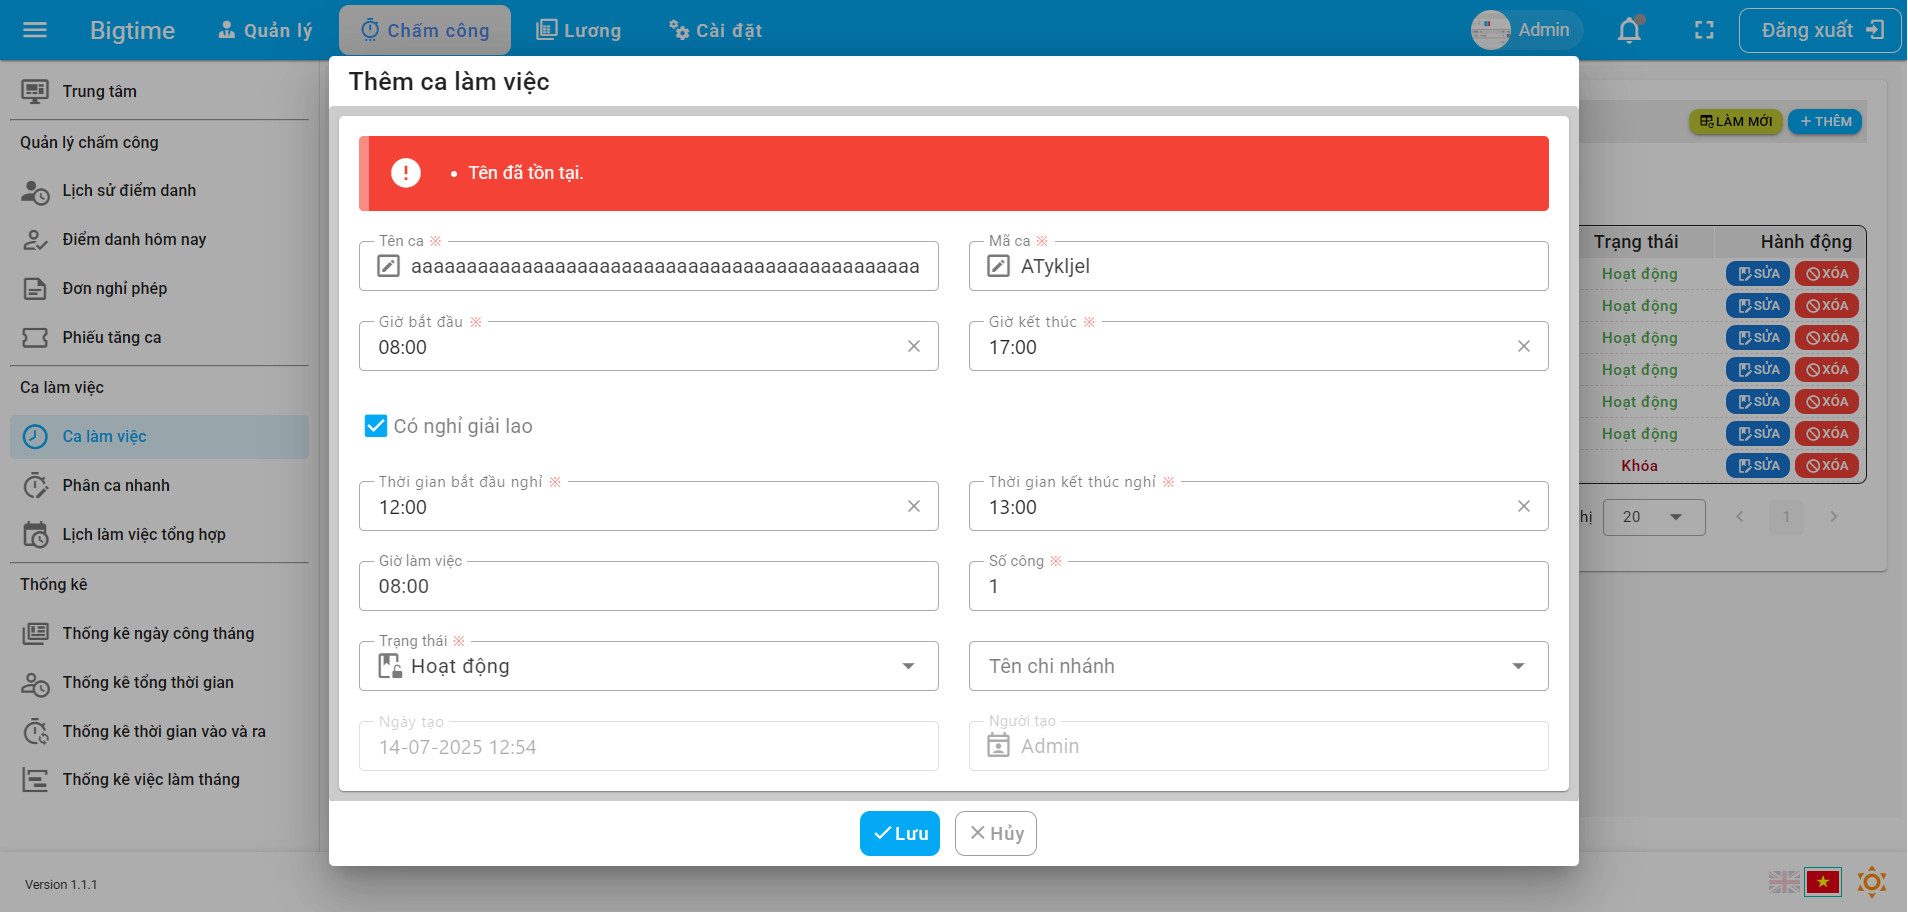 Bigtime
Quản lý
Chấm công
Lương
Cài đặt
Admin
Đăng xuất
Trung tâm
Quản lý chấm công
Lịch sử điểm danh
Điểm danh hôm nay
Đơn nghỉ phép
Phiếu tăng ca
Ca làm việc
Ca làm việc
Phân ca nhanh
Lịch làm việc tổng hợp
Thống kê
Thống kê ngày công tháng
Thống kê tổng thời gian
Thống kê thời gian vào và ra
Thống kê việc làm tháng
Version 1.1.1
Thêm ca làm việc
• Tên đã tồn tại.
Tên ca ※
aaaaaaaaaaaaaaaaaaaaaaaaaaaaaaaaaaaaaaaaaaaaaa
Mã ca ※
ATykljel
Giờ bắt đầu ※
08:00
Giờ kết thúc ※
17:00
Có nghỉ giải lao
Thời gian bắt đầu nghỉ ※
12:00
Thời gian kết thúc nghỉ ※
13:00
Giờ làm việc
08:00
Số công ※
1
Trạng thái ※
Hoạt động
Tên chi nhánh
Ngày tạo
14-07-2025 12:54
Người tạo
Admin
Lưu
Hủy
LÀM MỚI
+ THÊM
Trạng thái Hành động
Hoạt động SỬA XÓA
Hoạt động SỬA XÓA
Hoạt động SỬA XÓA
Hoạt động SỬA XÓA
Hoạt động SỬA XÓA
Hoạt động SỬA XÓA
Khóa SỬA XÓA
hị 20 1